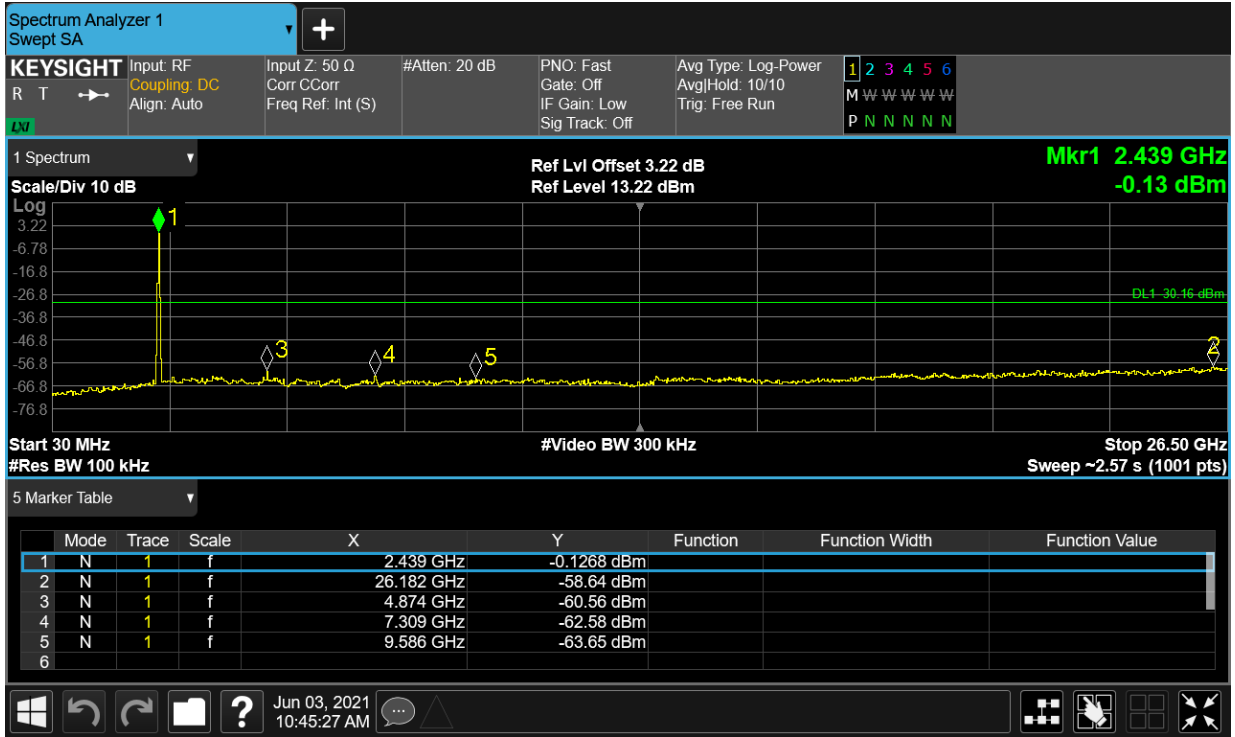 Spectrum Analyzer 1
Swept SA
KEYSIGHT Input: RF Input Z: 50 Ω #Atten: 20 dB PNO: Fast Avg Type: Log-Power 1 2 3 4 5 6
R T Coupling: DC Corr CCorr Gate: Off Avg|Hold: 10/10 M W W W W W
Align: Auto Freq Ref: Int (S) IF Gain: Low Trig: Free Run
LXI Sig Track: Off P N N N N N N
1 Spectrum Ref Lvl Offset 3.22 dB Mkr1 2.439 GHz
Scale/Div 10 dB Ref Level 13.22 dBm -0.13 dBm
Log
1
3.22
-6.78
-16.8
-26.8 DL1 -30.16 dBm
-36.8
-46.8
3 4 5 2
-56.8
-66.8
-76.8
Start 30 MHz #Video BW 300 kHz Stop 26.50 GHz
#Res BW 100 kHz Sweep ~2.57 s (1001 pts)
5 Marker Table
Mode Trace Scale X Y Function Function Width Function Value
1 N 1 f 2.439 GHz -0.1268 dBm
2 N 1 f 26.182 GHz -58.64 dBm
3 N 1 f 4.874 GHz -60.56 dBm
4 N 1 f 7.309 GHz -62.58 dBm
5 N 1 f 9.586 GHz -63.65 dBm
6
? Jun 03, 2021
10:45:27 AM